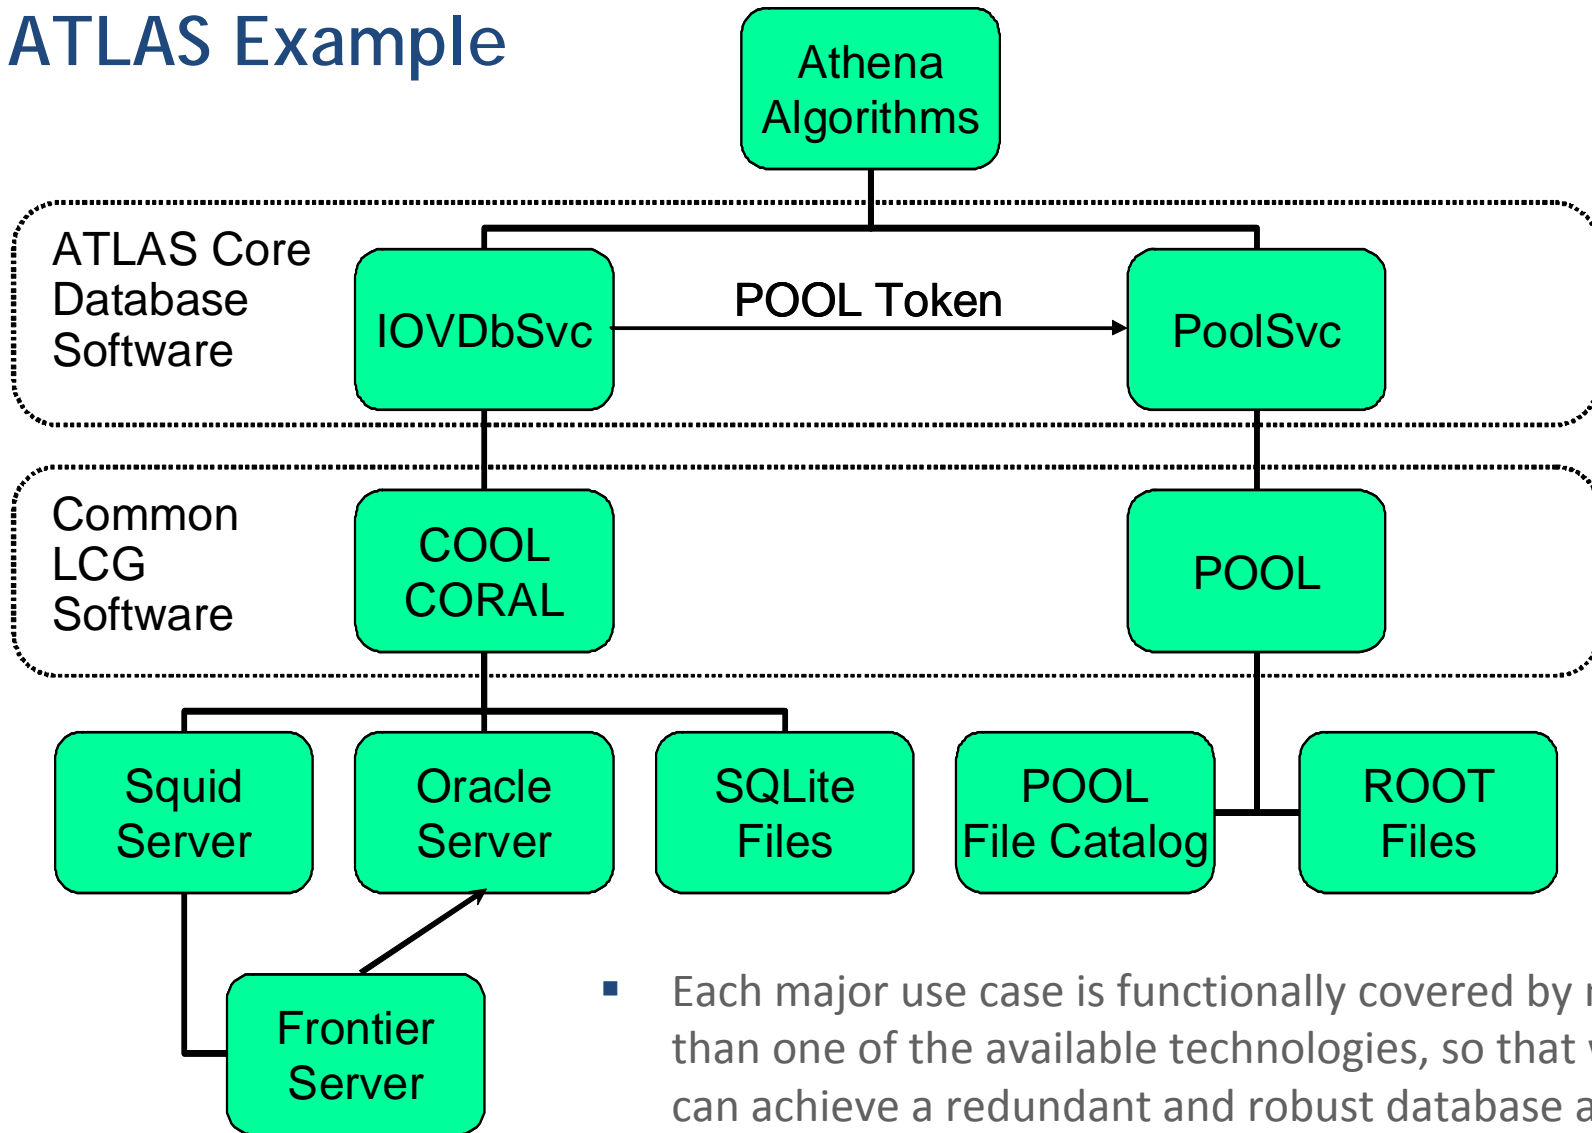 ATLAS Example
Athena
Algorithms
ATLAS Core
Database
Software
IOVDbSvc
POOL Token
PoolSvc
Common
LCG
Software
COOL
CORAL
POOL
Squid
Server
Oracle
Server
SQLite
Files
POOL
File Catalog
ROOT
Files
Frontier
Server
Each major use case is functionally covered by
than one of the available technologies, so that
can achieve a redundant and robust database